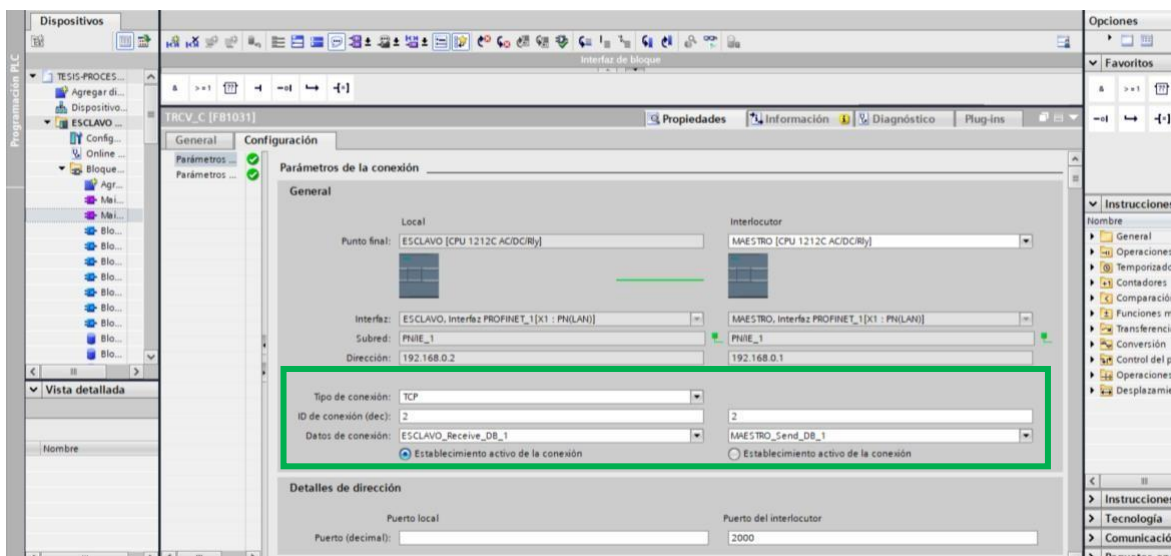 Dispositivos
Opciones
Programación PLC
Interfaz de bloque
Favoritos
TESIS-PROCES...
Agregar di...
Dispositivo...
ESCLAVO ...
Config...
Online ...
Bloque...
Agr...
Mai...
Mai...
Blo...
Blo...
Blo...
Blo...
Blo...
Blo...
Blo...
Blo...
& >=1 [??] ⊣ -o| ↦ -[=]
& >=1 [??]
-o| ↦ -[=]
TRCV_C [FB1031]
Propiedades
Información
Diagnóstico
Plug-ins
General
Configuración
Parámetros ...
Parámetros ...
Parámetros de la conexión
General
Local
Interlocutor
Punto final: ESCLAVO [CPU 1212C AC/DC/Rly] MAESTRO [CPU 1212C AC/DC/Rly]
Interfaz: ESCLAVO, Interfaz PROFINET_1[X1 : PN(LAN)] MAESTRO, Interfaz PROFINET_1[X1 : PN(LAN)]
Subred: PN/IE_1 PN/IE_1
Dirección: 192.168.0.2 192.168.0.1
Tipo de conexión: TCP
ID de conexión (dec): 2 2
Datos de conexión: ESCLAVO_Receive_DB_1 MAESTRO_Send_DB_1
Establecimiento activo de la conexión Establecimiento activo de la conexión
Detalles de dirección
Puerto local
Puerto del interlocutor
Puerto (decimal): 2000
Vista detallada
Nombre
Instrucciones
Nombre
General
Operaciones
Temporizado
Contadores
Comparación
Funciones m
Transferenci
Conversión
Control del p
Operaciones
Desplazamie
Instrucciones
Tecnología
Comunicació